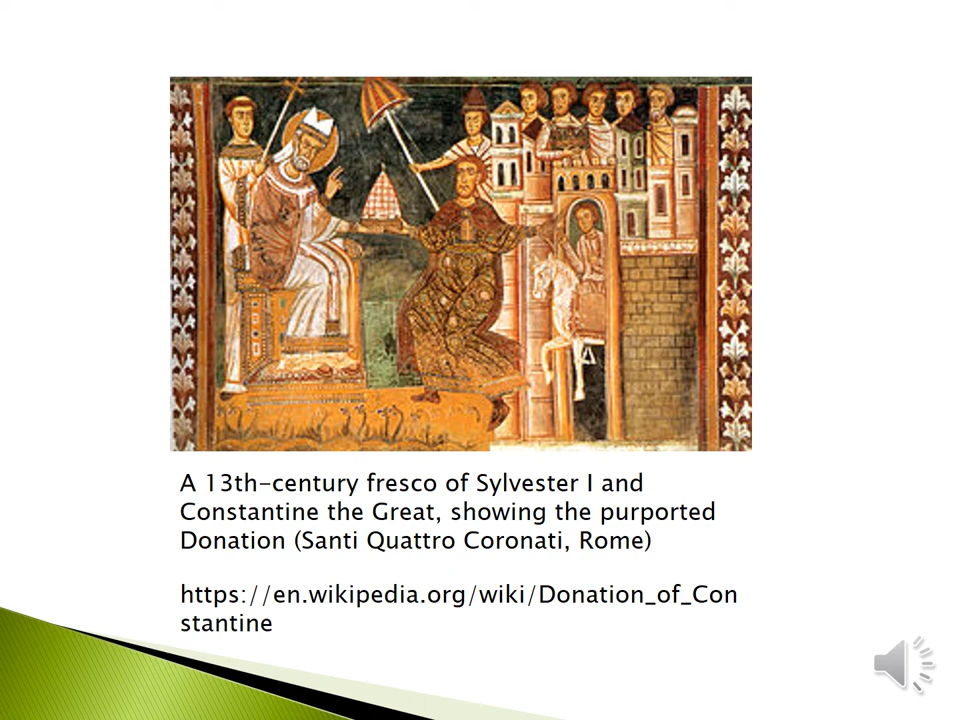 A 13th-century fresco of Sylvester I and
Constantine the Great, showing the purported
Donation (Santi Quattro Coronati, Rome)
https://en.wikipedia.org/wiki/Donation_of_Con
stantine